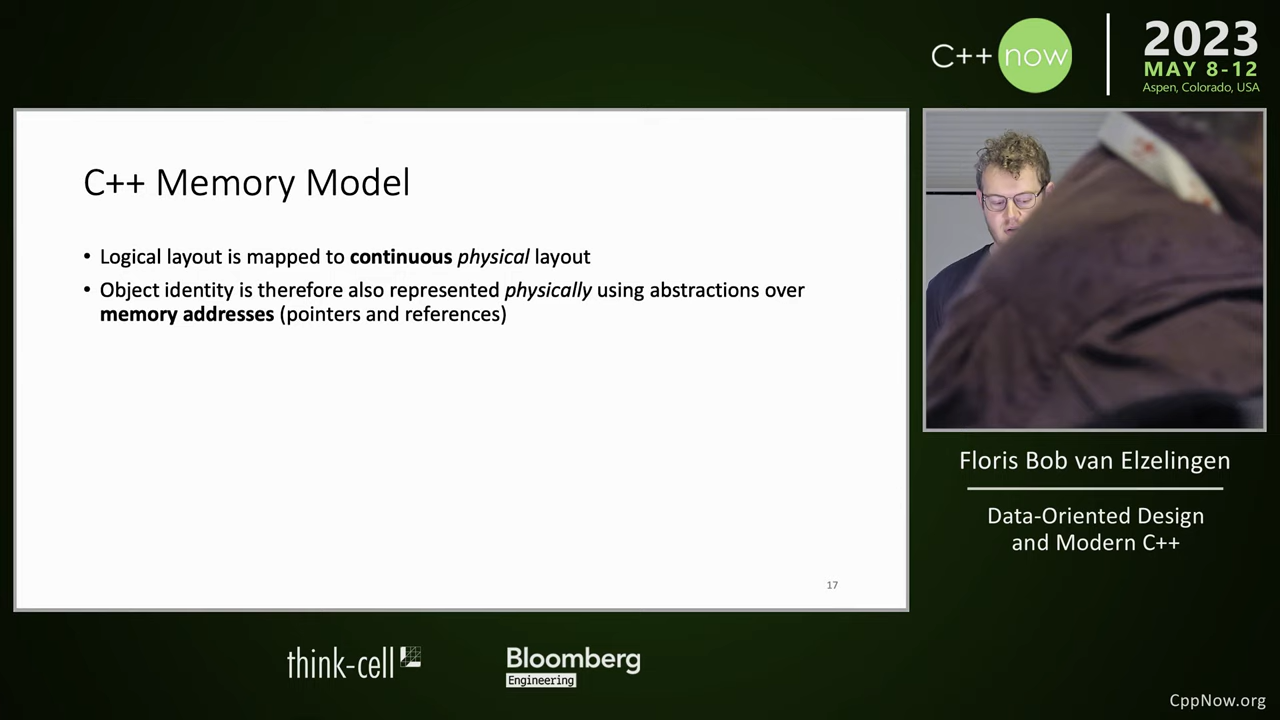 C++ now
2023
MAY 8-12
Aspen, Colorado, USA
C++ Memory Model
• Logical layout is mapped to continuous physical layout
• Object identity is therefore also represented physically using abstractions over
memory addresses (pointers and references)
17
Floris Bob van Elzelingen
Data-Oriented Design
and Modern C++
think-cell
Bloomberg
Engineering
CppNow.org